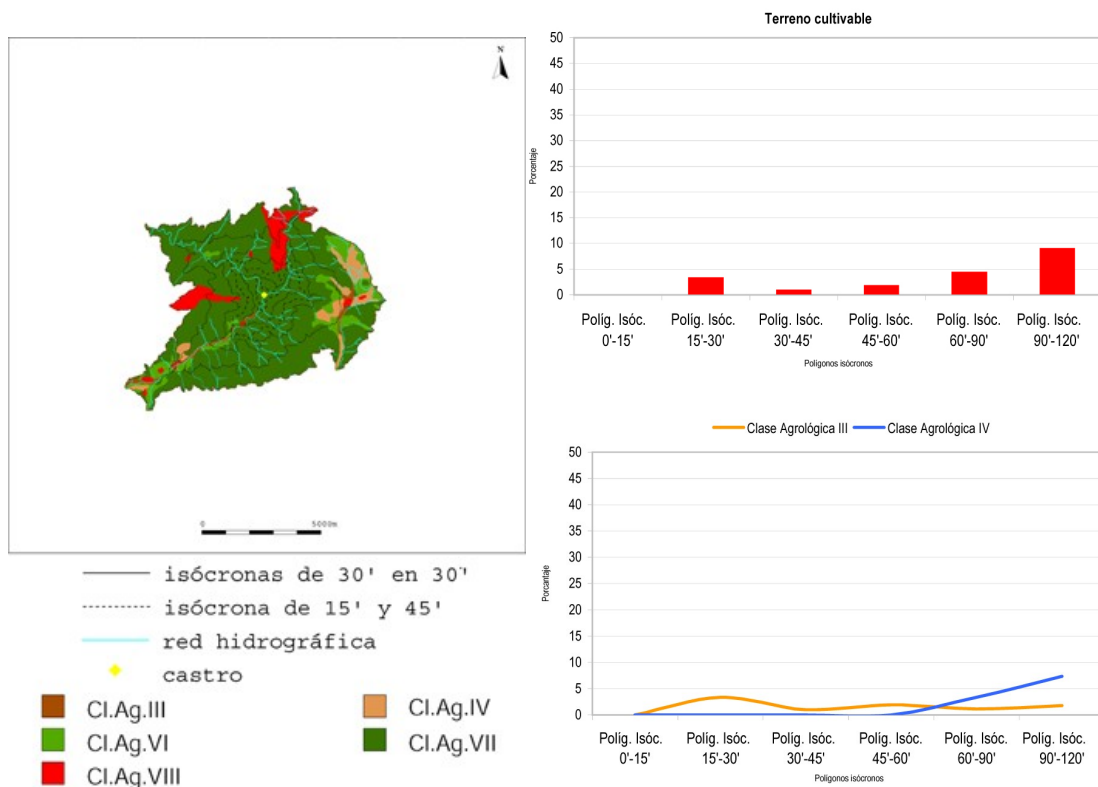 N
0 5000m
isócronas de 30' en 30'
isócrona de 15' y 45'
red hidrográfica
castro
Cl.Ag.III
Cl.Ag.IV
Cl.Ag.VI
Cl.Ag.VII
Cl.Ag.VIII
Terreno cultivable
Porcentaje
50
45
40
35
30
25
20
15
10
5
0
Políg. Isóc. Políg. Isóc. Políg. Isóc. Políg. Isóc. Políg. Isóc. Políg. Isóc.
0'-15' 15'-30' 30'-45' 45'-60' 60'-90' 90'-120'
Polígonos isócronos
Clase Agrológica III Clase Agrológica IV
Porcantaje
50
45
40
35
30
25
20
15
10
5
0
Políg. Isóc. Políg. Isóc. Políg. Isóc. Políg. Isóc. Políg. Isóc. Políg. Isóc.
0'-15' 15'-30' 30'-45' 45'-60' 60'-90' 90'-120'
Polígonos isócronos